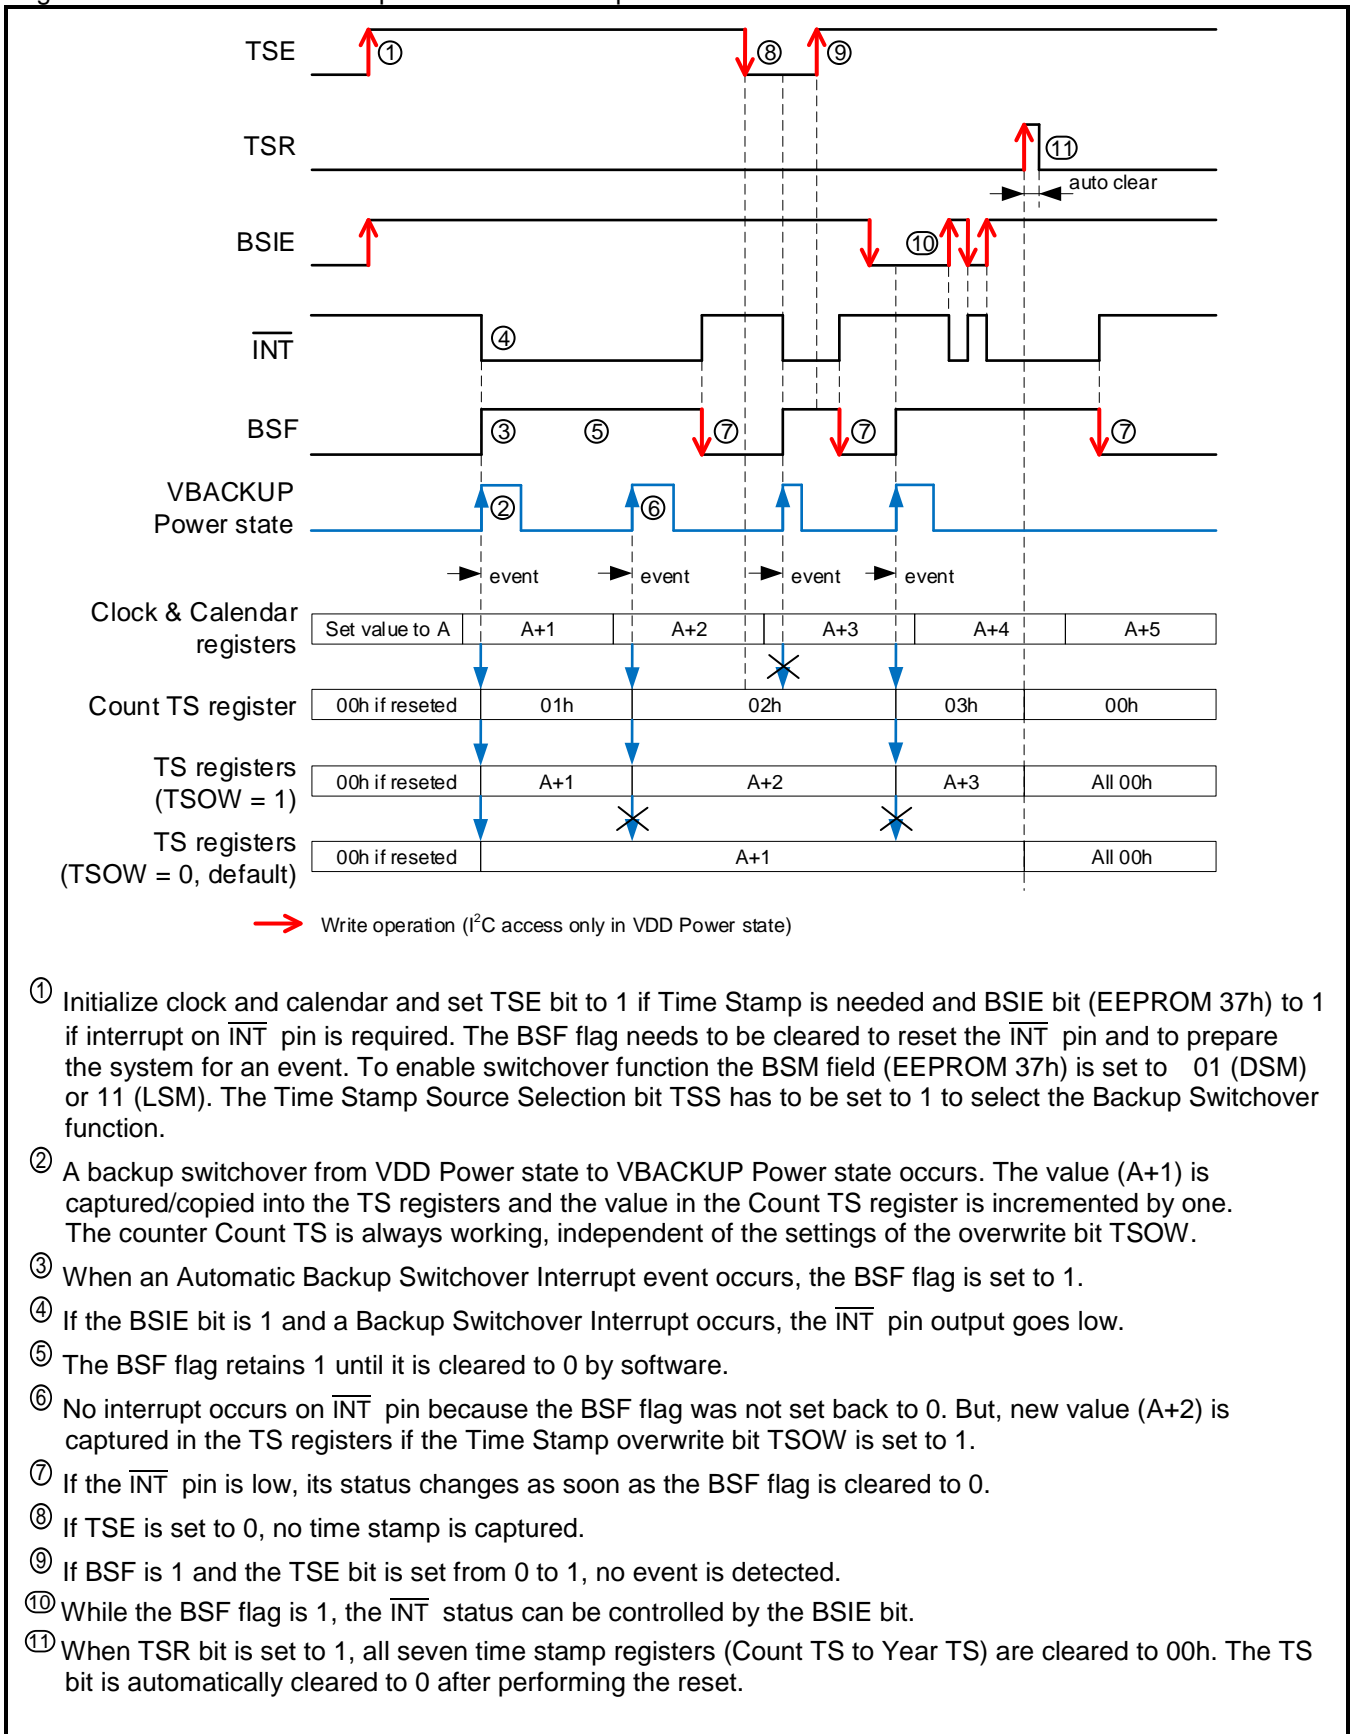 TSE ① ⑧ ⑨
TSR ⑪
auto clear
BSIE ⑩
INT ④
BSF ③ ⑤ ⑦ ⑦ ⑦
VBACKUP
Power state ② ⑥
event event event event
Clock & Calendar
registers Set value to A A+1 A+2 A+3 A+4 A+5
Count TS register 00h if reseted 01h 02h 03h 00h
TS registers
(TSOW = 1) 00h if reseted A+1 A+2 A+3 All 00h
TS registers
(TSOW = 0, default) 00h if reseted A+1 All 00h
Write operation (I²C access only in VDD Power state)
① Initialize clock and calendar and set TSE bit to 1 if Time Stamp is needed and BSIE bit (EEPROM 37h) to 1
if interrupt on INT pin is required. The BSF flag needs to be cleared to reset the INT pin and to prepare
the system for an event. To enable switchover function the BSM field (EEPROM 37h) is set to 01 (DSM)
or 11 (LSM). The Time Stamp Source Selection bit TSS has to be set to 1 to select the Backup Switchover
function.
② A backup switchover from VDD Power state to VBACKUP Power state occurs. The value (A+1) is
captured/copied into the TS registers and the value in the Count TS register is incremented by one.
The counter Count TS is always working, independent of the settings of the overwrite bit TSOW.
③ When an Automatic Backup Switchover Interrupt event occurs, the BSF flag is set to 1.
④ If the BSIE bit is 1 and a Backup Switchover Interrupt occurs, the INT pin output goes low.
⑤ The BSF flag retains 1 until it is cleared to 0 by software.
⑥ No interrupt occurs on INT pin because the BSF flag was not set back to 0. But, new value (A+2) is
captured in the TS registers if the Time Stamp overwrite bit TSOW is set to 1.
⑦ If the INT pin is low, its status changes as soon as the BSF flag is cleared to 0.
⑧ If TSE is set to 0, no time stamp is captured.
⑨ If BSF is 1 and the TSE bit is set from 0 to 1, no event is detected.
⑩ While the BSF flag is 1, the INT status can be controlled by the BSIE bit.
⑪ When TSR bit is set to 1, all seven time stamp registers (Count TS to Year TS) are cleared to 00h. The TS
bit is automatically cleared to 0 after performing the reset.